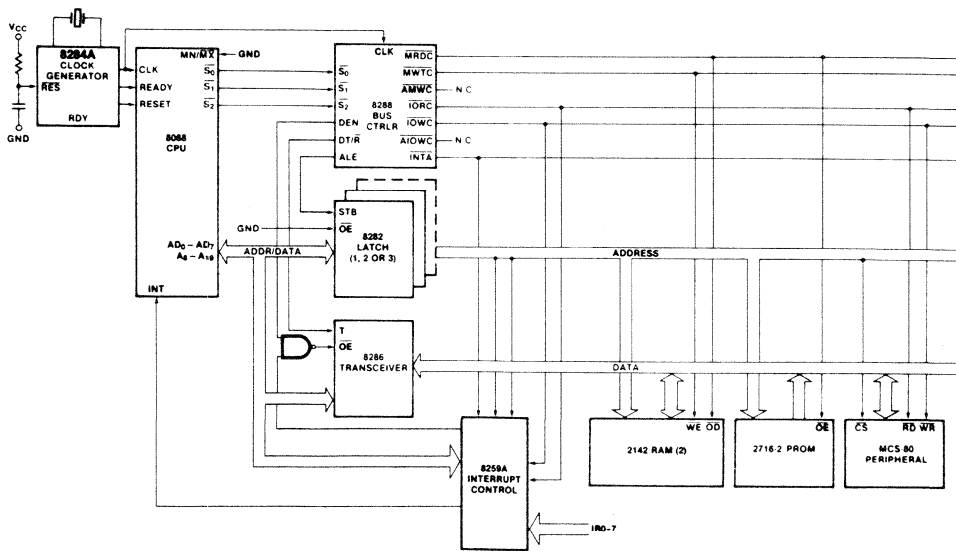 VCC
GND
8284A
CLOCK
GENERATOR
RES
RDY
MN/MX
GND
CLK
READY
RESET
S0
S1
S2
8088
CPU
AD0 – AD7
A8 – A19
INT
CLK
S0
S1
S2
DEN
DT/R
ALE
8288
BUS
CTRLR
MRDC
MWTC
AMWC
IORC
IOWC
AIOWC
INTA
N C
N C
STB
GND
OE
8282
LATCH
(1, 2 OR 3)
ADDR/DATA
ADDRESS
T
OE
8286
TRANSCEIVER
DATA
8259A
INTERRUPT
CONTROL
IR0-7
WE OD
2142 RAM (2)
OE
2716-2 PROM
CS
RD WR
MCS-80
PERIPHERAL